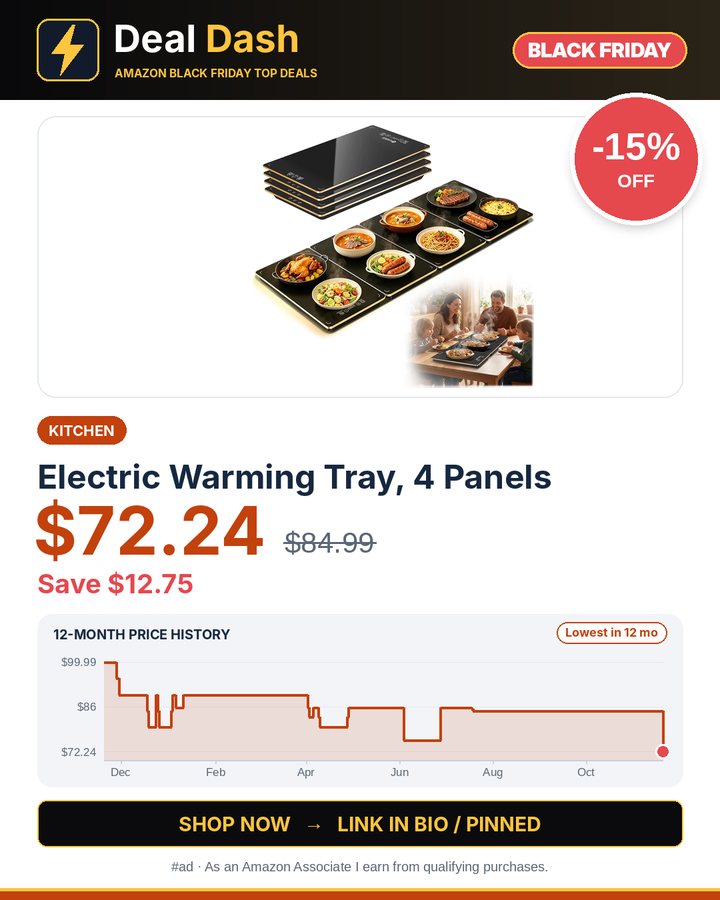 Deal Dash
AMAZON BLACK FRIDAY TOP DEALS
BLACK FRIDAY
-15%
OFF
KITCHEN
Electric Warming Tray, 4 Panels
$72.24 $84.99
Save $12.75
12-MONTH PRICE HISTORY
Lowest in 12 mo
$99.99
$86
$72.24
Dec Feb Apr Jun Aug Oct
SHOP NOW → LINK IN BIO / PINNED
#ad · As an Amazon Associate I earn from qualifying purchases.